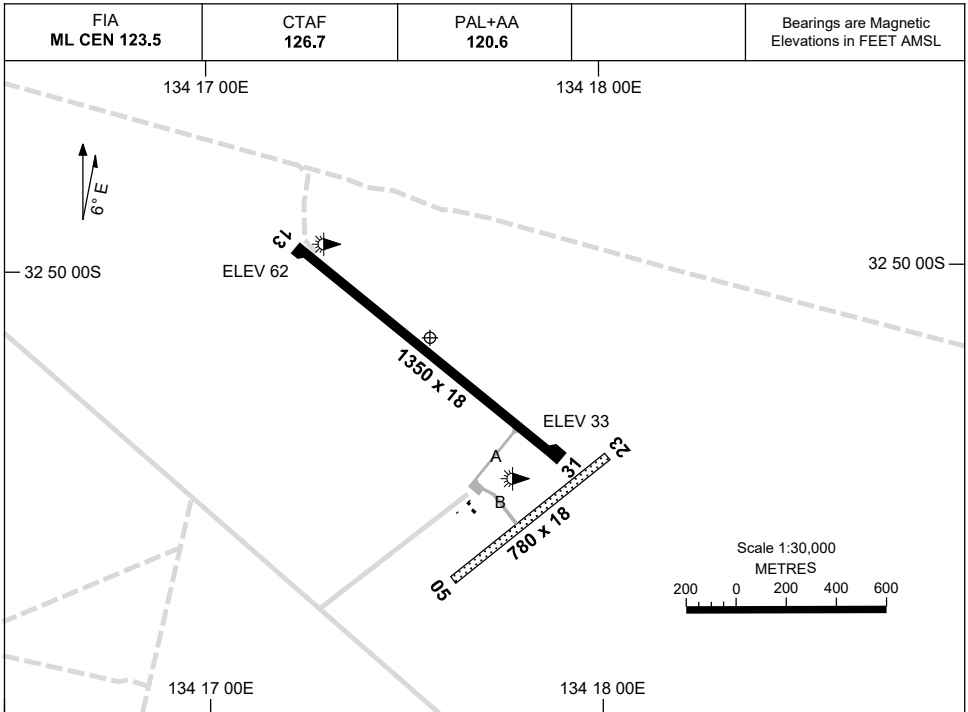 FIA
ML CEN 123.5
CTAF
126.7
PAL+AA
120.6
Bearings are Magnetic
Elevations in FEET AMSL
134 17 00E
134 18 00E
6° E
13
ELEV 62
32 50 00S
32 50 00S
1350 x 18
ELEV 33
31
23
A
B
780 x 18
05
Scale 1:30,000
METRES
200 0 200 400 600
134 17 00E
134 18 00E